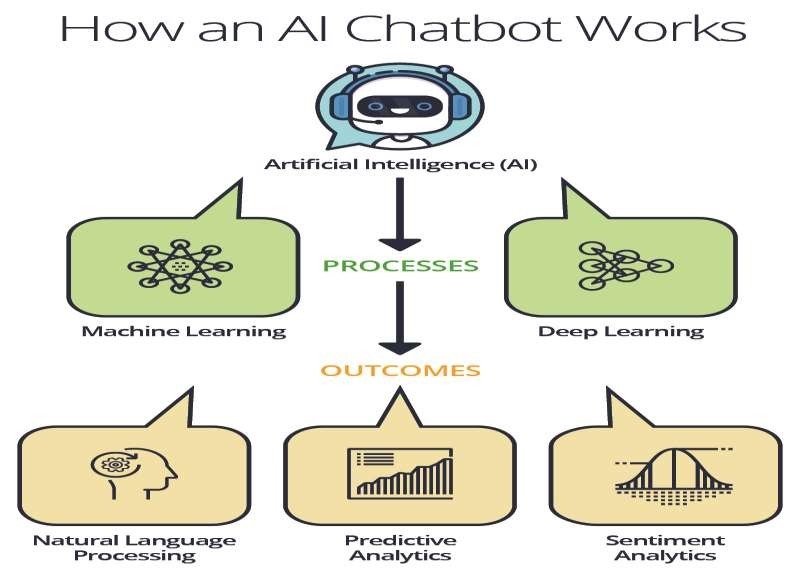 How an AI Chatbot Works
Artificial Intelligence (AI)
PROCESSES
Machine Learning
Deep Learning
OUTCOMES
Natural Language
Processing
Predictive
Analytics
Sentiment
Analytics